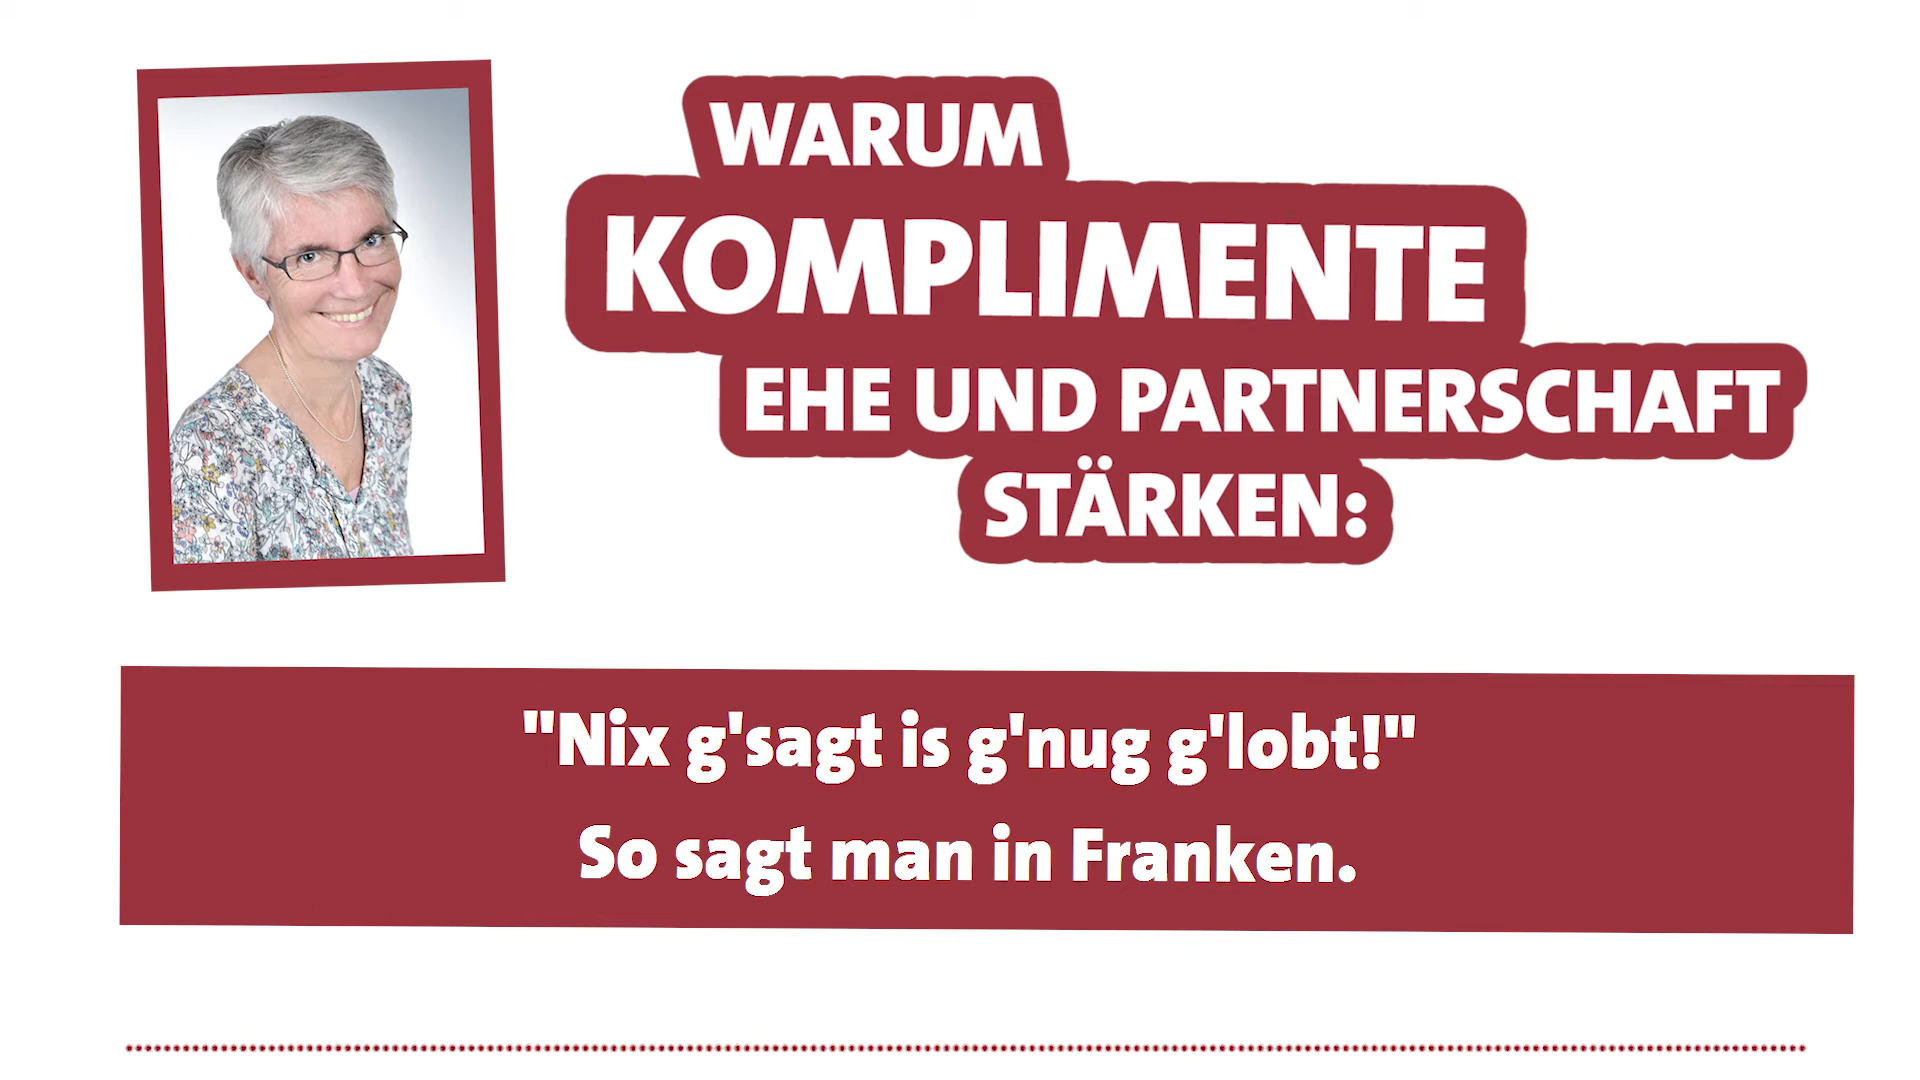 WARUM
KOMPLIMENTE
EHE UND PARTNERSCHAFT
STÄRKEN:
"Nix g'sagt is g'nug g'lobt!"
So sagt man in Franken.